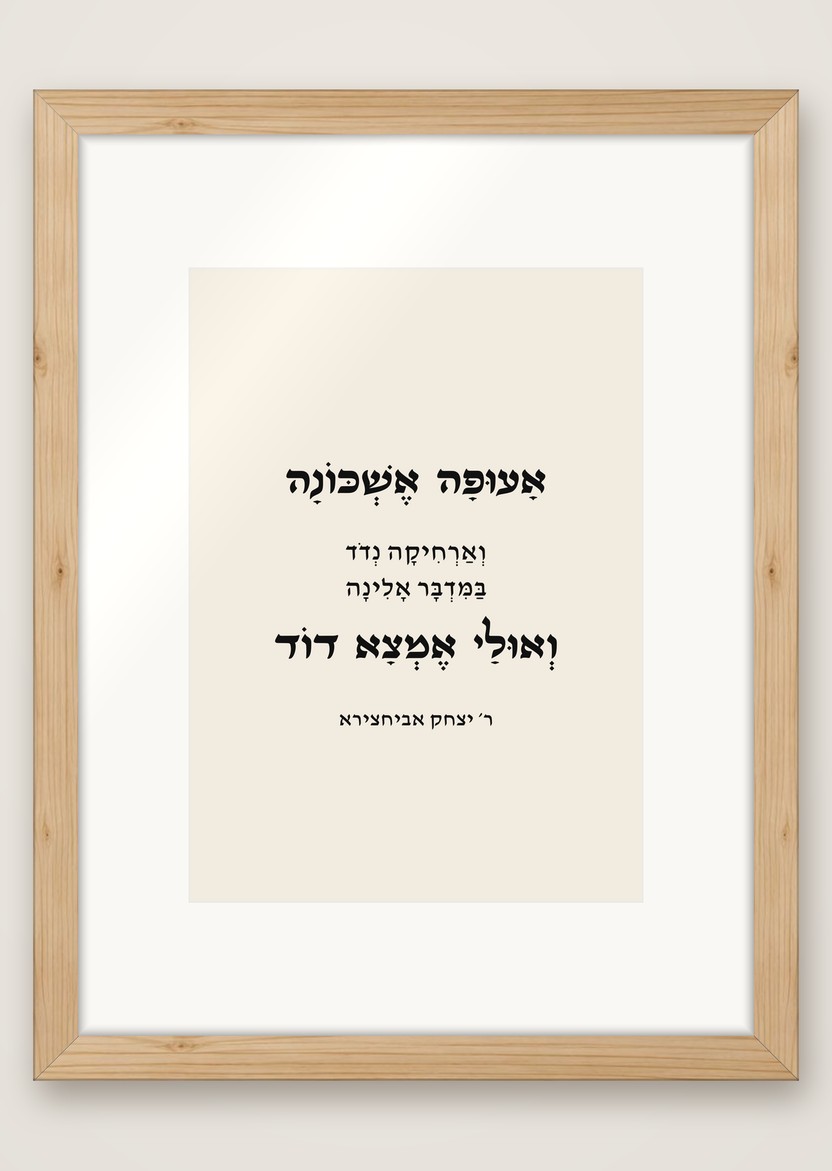 אָעוּפָה אֶשְׁכּוֹנָה
וְאַרְחִיקָה נְדֹד
בַּמִּדְבָּר אָלִינָה
וְאוּלַי אֶמְצָא דוֹד
ר׳ יצחק אביחצירא